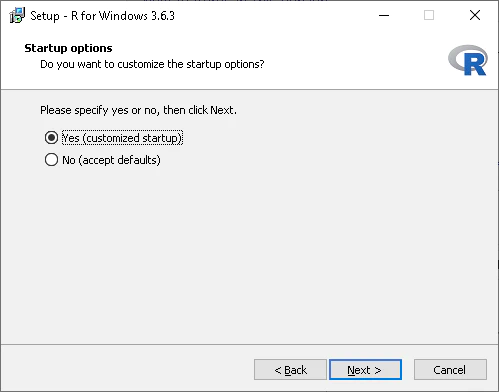 Setup - R for Windows 3.6.3
Startup options
Do you want to customize the startup options?
R
Please specify yes or no, then click Next.
Yes (customized startup)
No (accept defaults)
< Back
Next >
Cancel